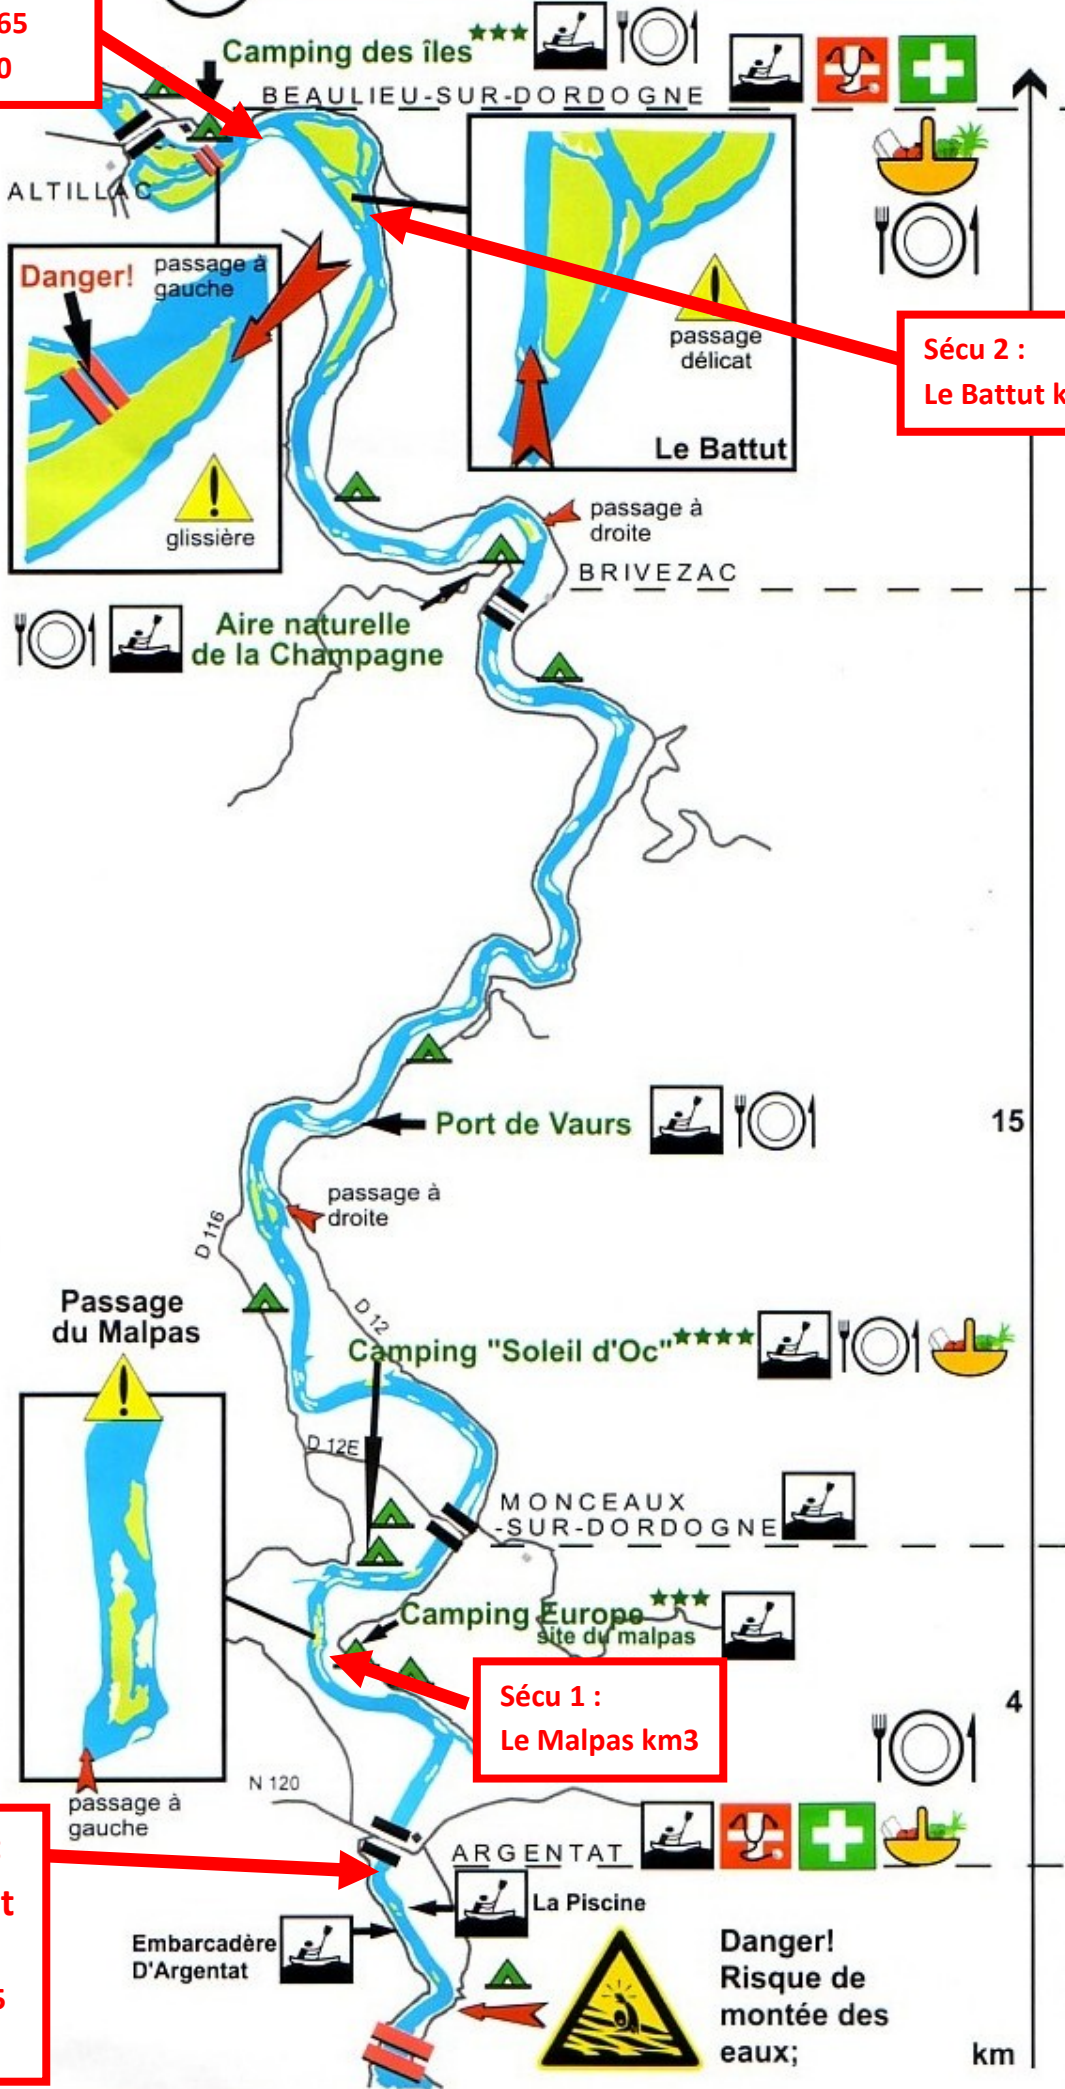 65
0
Camping des îles
BEAULIEU-SUR-DORDOGNE
ALTILLAC
Danger!
passage à
gauche
glissière
passage
délicat
Le Battut
Sécu 2 :
Le Battut k
passage à
droite
BRIVEZAC
Aire naturelle
de la Champagne
Port de Vaurs
15
passage à
droite
D 116
D 12
Passage
du Malpas
Camping "Soleil d'Oc"
D 12E
MONCEAUX
-SUR-DORDOGNE
Camping Europe
site du malpas
Sécu 1 :
Le Malpas km3
4
N 120
passage à
gauche
:
t
5
ARGENTAT
La Piscine
Embarcadère
D'Argentat
Danger!
Risque de
montée des
eaux;
km